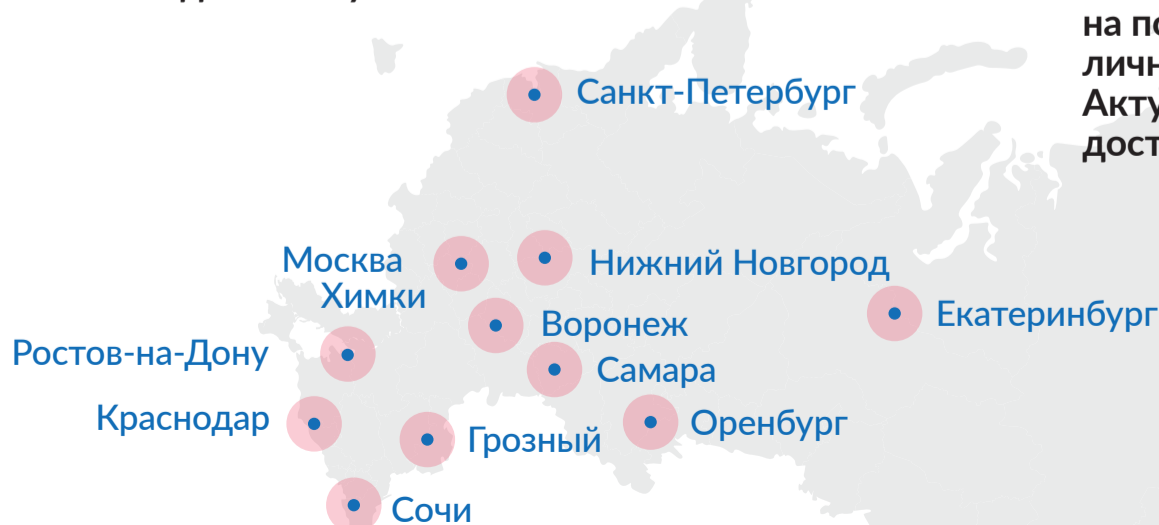 Санкт-Петербург
Москва
Химки
Нижний Новгород
Екатеринбург
Воронеж
Ростов-на-Дону
Самара
Краснодар
Оренбург
Грозный
Сочи
на по
личн
Акту
дост